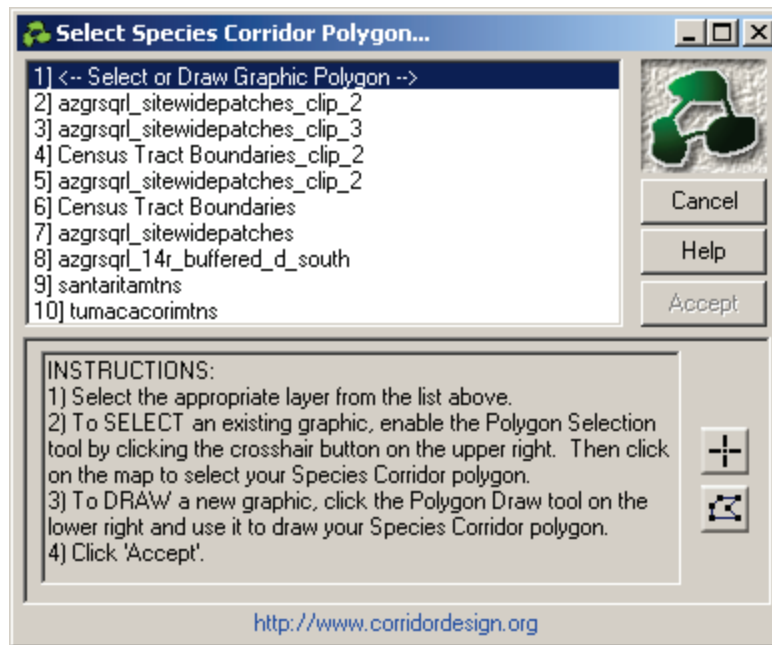 Select Species Corridor Polygon...
1] <-- Select or Draw Graphic Polygon -->
2] azgrsqrl_sitewidepatches_clip_2
3] azgrsqrl_sitewidepatches_clip_3
4] Census Tract Boundaries_clip_2
5] azgrsqrl_sitewidepatches_clip_2
6] Census Tract Boundaries
7] azgrsqrl_sitewidepatches
8] azgrsqrl_14r_buffered_d_south
9] santaritamtns
10] tumacacorimtns
Cancel
Help
Accept
INSTRUCTIONS:
1) Select the appropriate layer from the list above.
2) To SELECT an existing graphic, enable the Polygon Selection
tool by clicking the crosshair button on the upper right.  Then click
on the map to select your Species Corridor polygon.
3) To DRAW a new graphic, click the Polygon Draw tool on the
lower right and use it to draw your Species Corridor polygon.
4) Click 'Accept'.
http://www.corridordesign.org